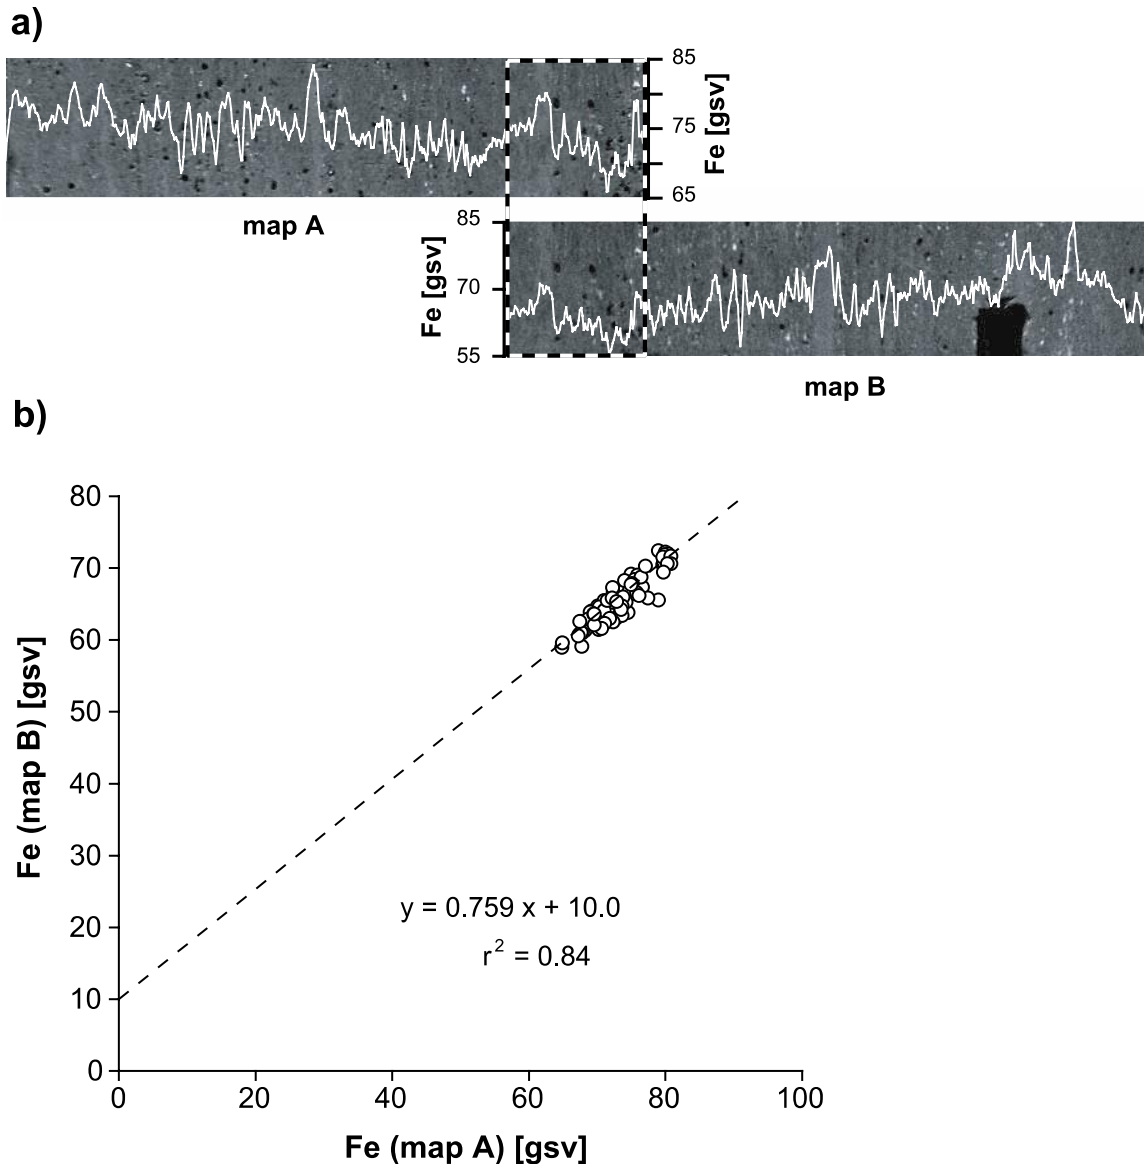 a)
85
75
65
Fe [gsv]
map A
85
70
55
Fe [gsv]
map B
b)
80
70
60
50
40
30
20
10
0
Fe (map B) [gsv]
y = 0.759 x + 10.0
r² = 0.84
0 20 40 60 80 100
Fe (map A) [gsv]